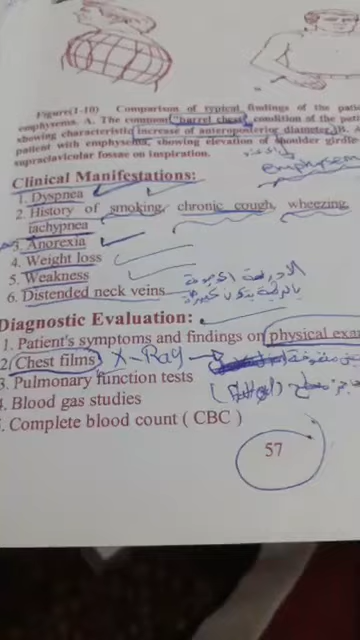 Figure(1-10) Comparison of typical findings of the pati
emphysema. A. The common "barrel chest" condition of the pati
showing characteristic increase of anteroposterior diameter. B. A
patient with emphysema, showing elevation of shoulder girdle
supraclavicular fossae on inspiration.
emphysem
Clinical Manifestations:
1. Dyspnea
2. History of smoking, chronic cough, wheezing,
tachypnea
3. Anorexia
4. Weight loss
5. Weakness
6. Distended neck veins
بالرقبة
Diagnostic Evaluation:
1. Patient's symptoms and findings on physical exam
2 Chest films X-Ray
3. Pulmonary function tests
4. Blood gas studies
. Complete blood count ( CBC )
57